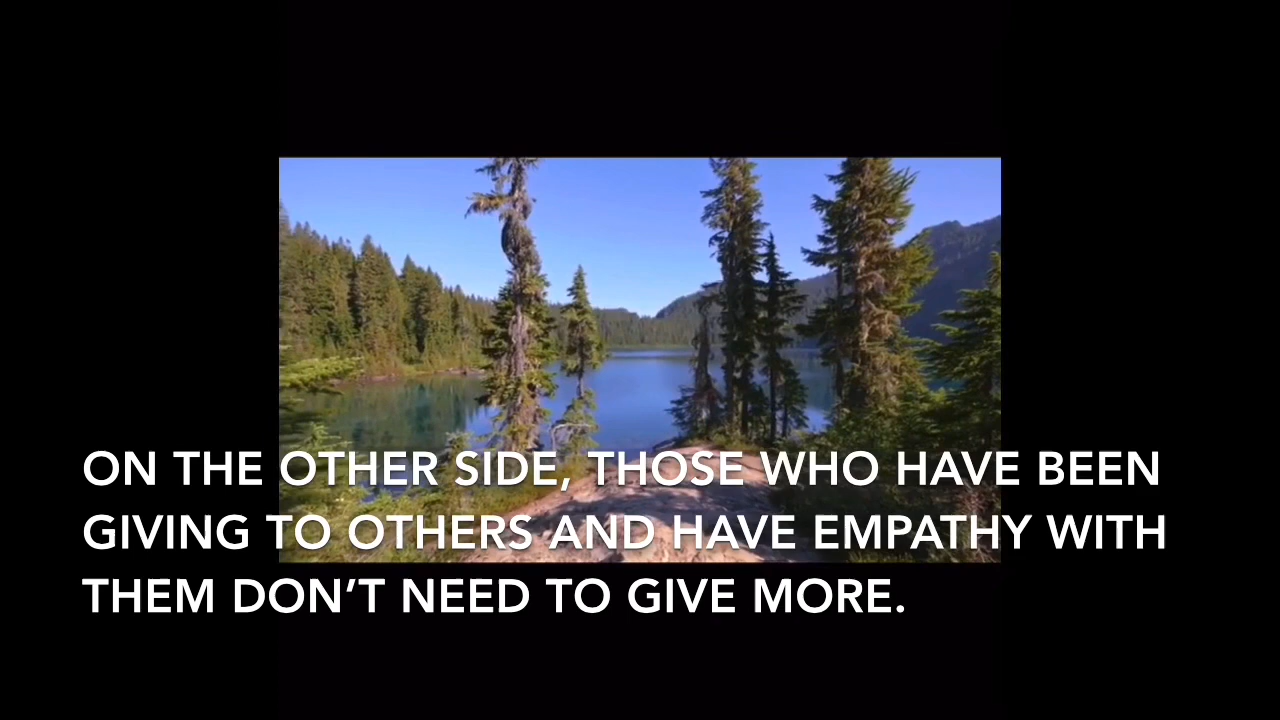 ON THE OTHER SIDE, THOSE WHO HAVE BEEN
GIVING TO OTHERS AND HAVE EMPATHY WITH
THEM DON’T NEED TO GIVE MORE.